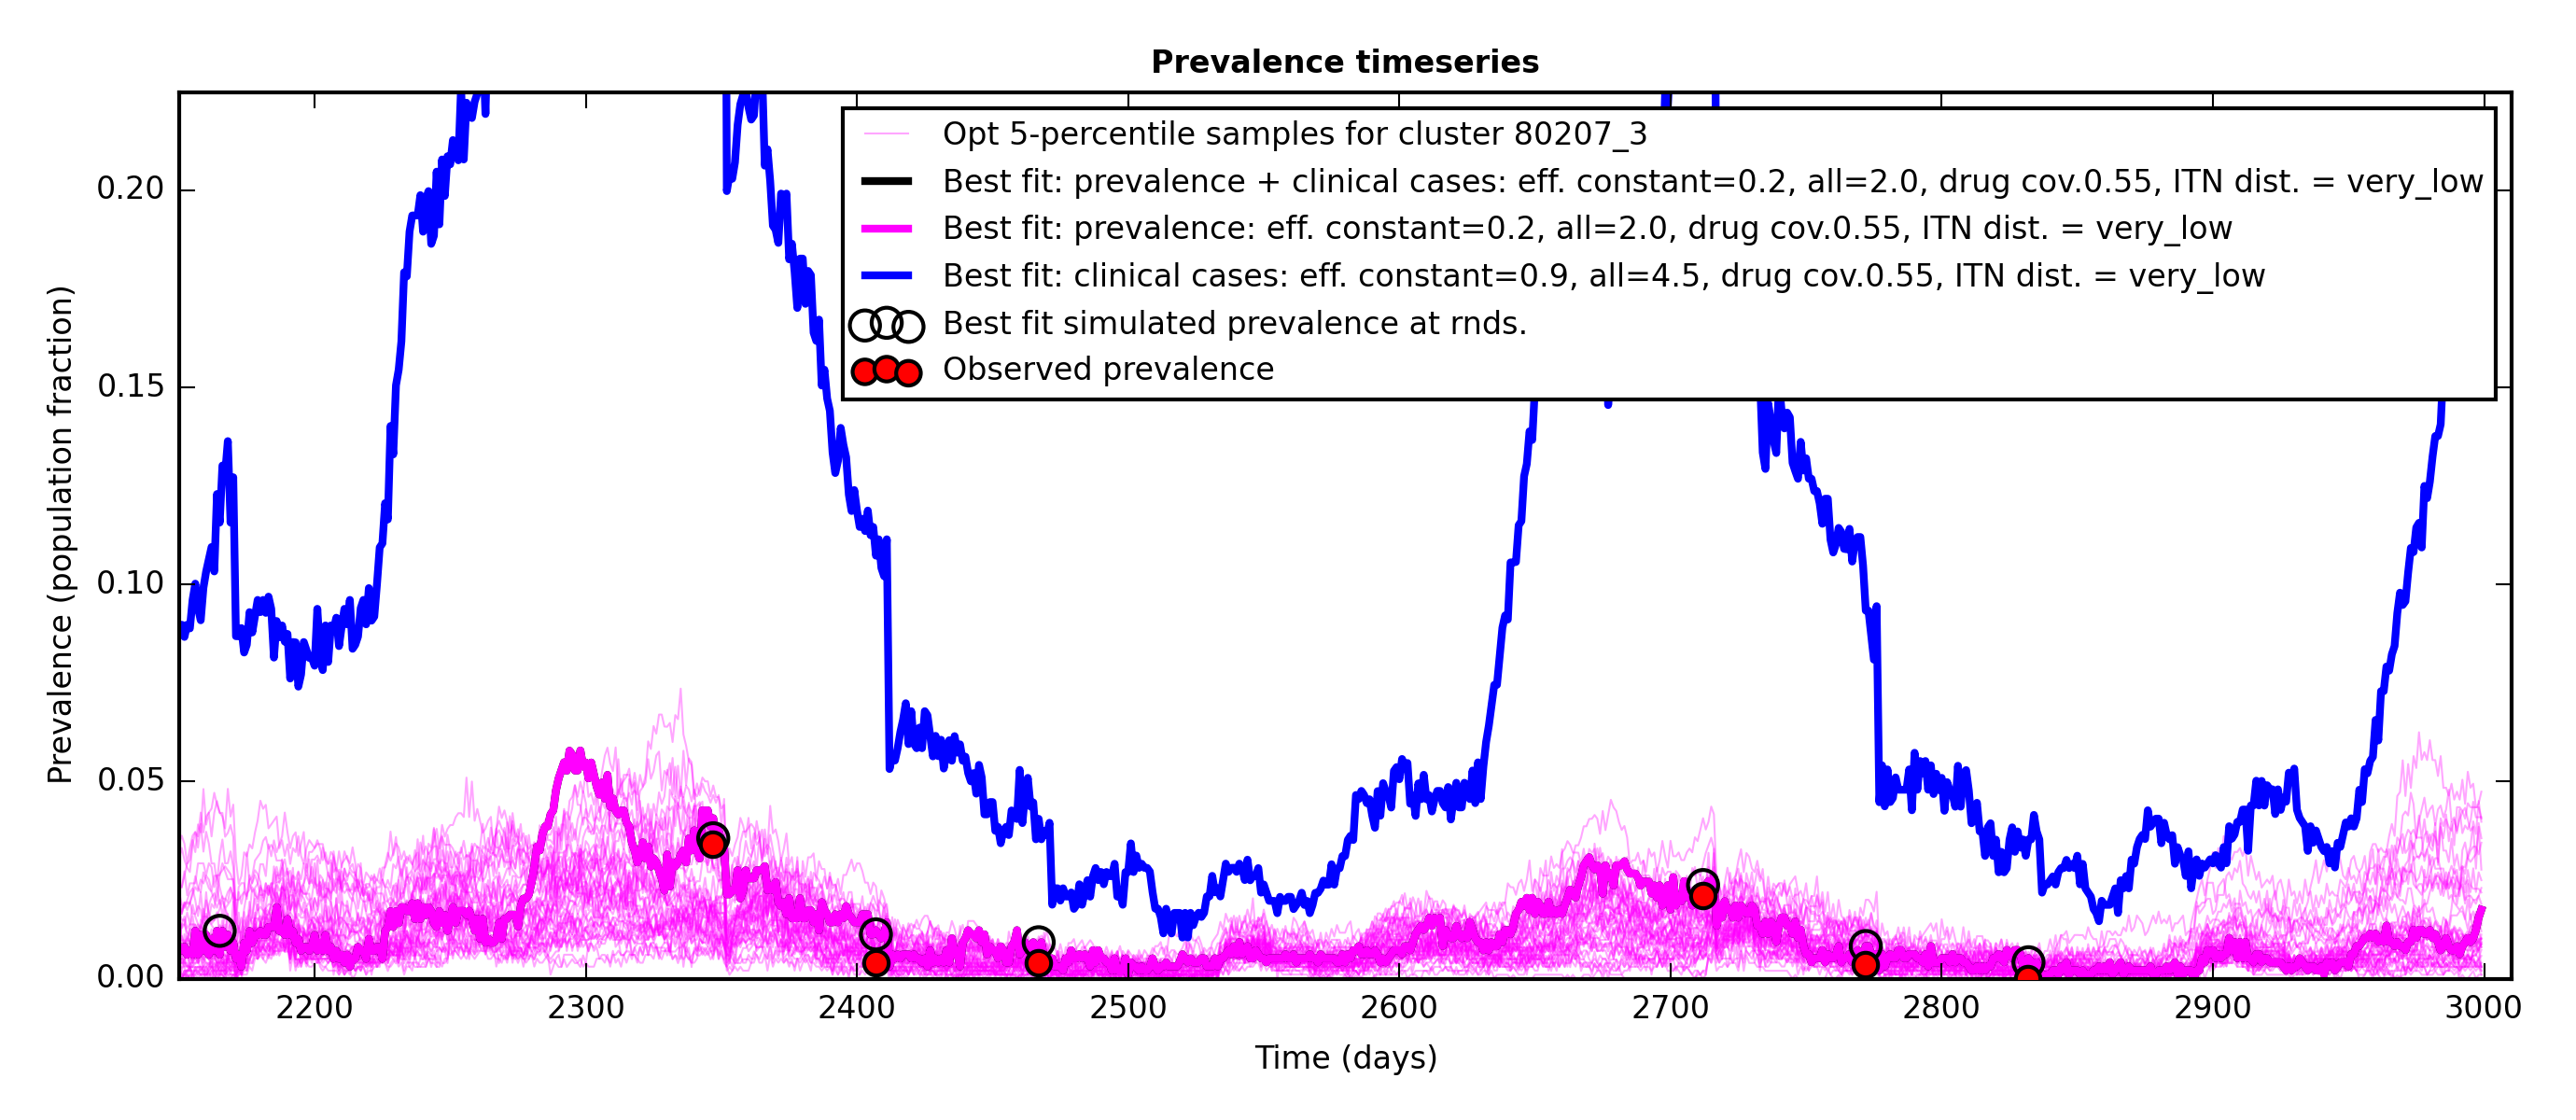 Prevalence timeseries
Opt 5-percentile samples for cluster 80207_3
Best fit: prevalence + clinical cases: eff. constant=0.2, all=2.0, drug cov.0.55, ITN dist. = very_low
Best fit: prevalence: eff. constant=0.2, all=2.0, drug cov.0.55, ITN dist. = very_low
Best fit: clinical cases: eff. constant=0.9, all=4.5, drug cov.0.55, ITN dist. = very_low
Best fit simulated prevalence at rnds.
Observed prevalence
Prevalence (population fraction)
0.20
0.15
0.10
0.05
0.00
2200 2300 2400 2500 2600 2700 2800 2900 3000
Time (days)